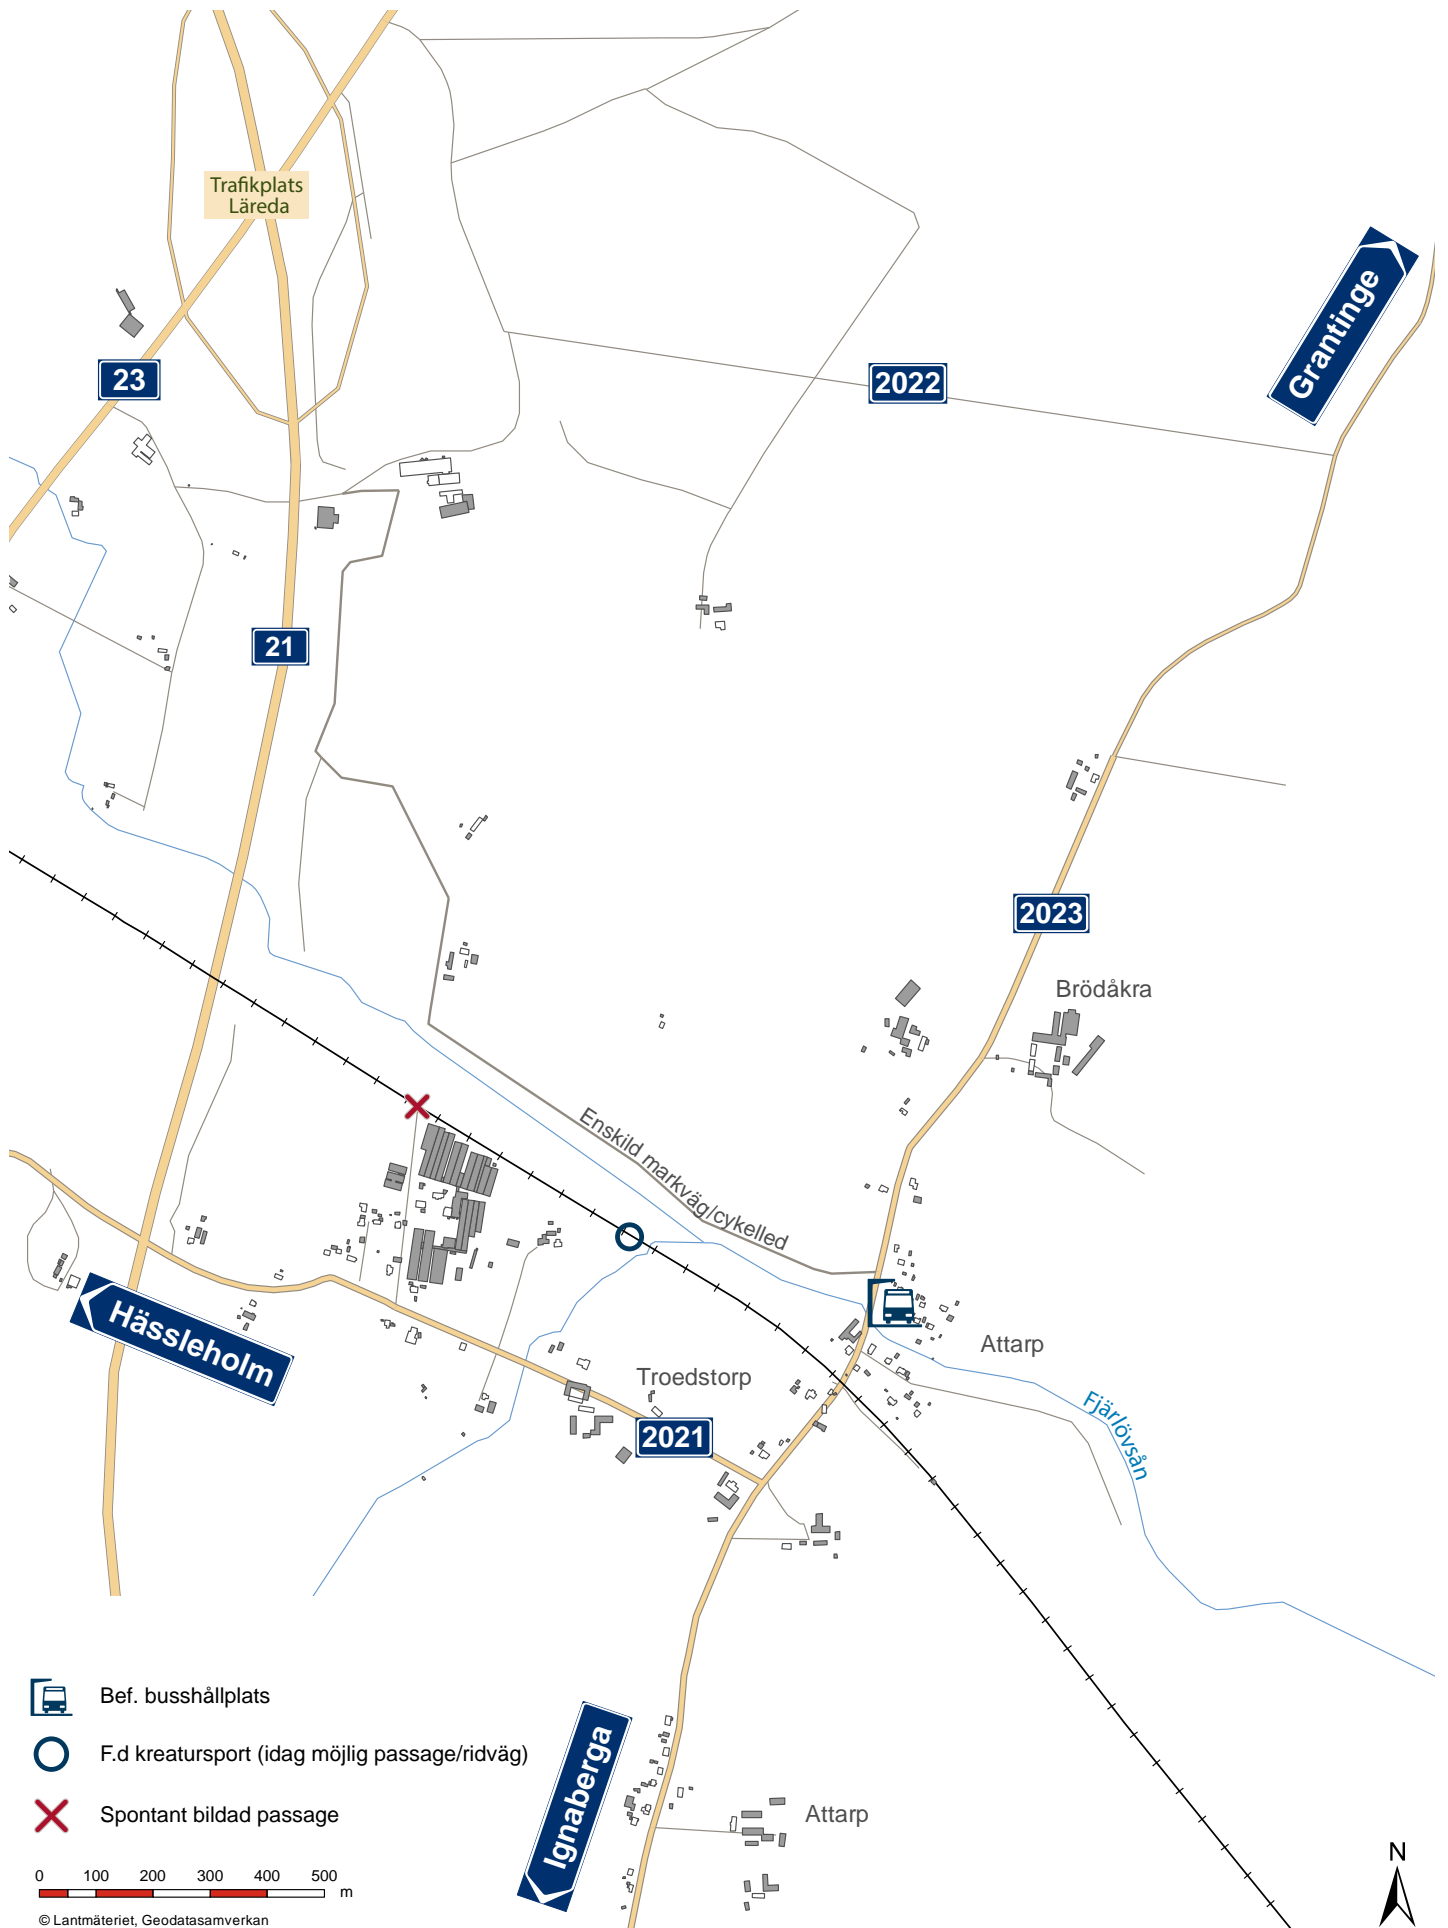 Trafikplats
Läreda
Grantinge
23
2022
21
2023
Brödåkra
Enskild markväg/cykelled
Hässleholm
Attarp
Troedstorp
Fjärlövsån
2021
Bef. busshållplats
F.d kreatursport (idag möjlig passage/ridväg)
Ignaberga
Spontant bildad passage
Attarp
N
0 100 200 300 400 500
m
© Lantmäteriet, Geodatasamverkan